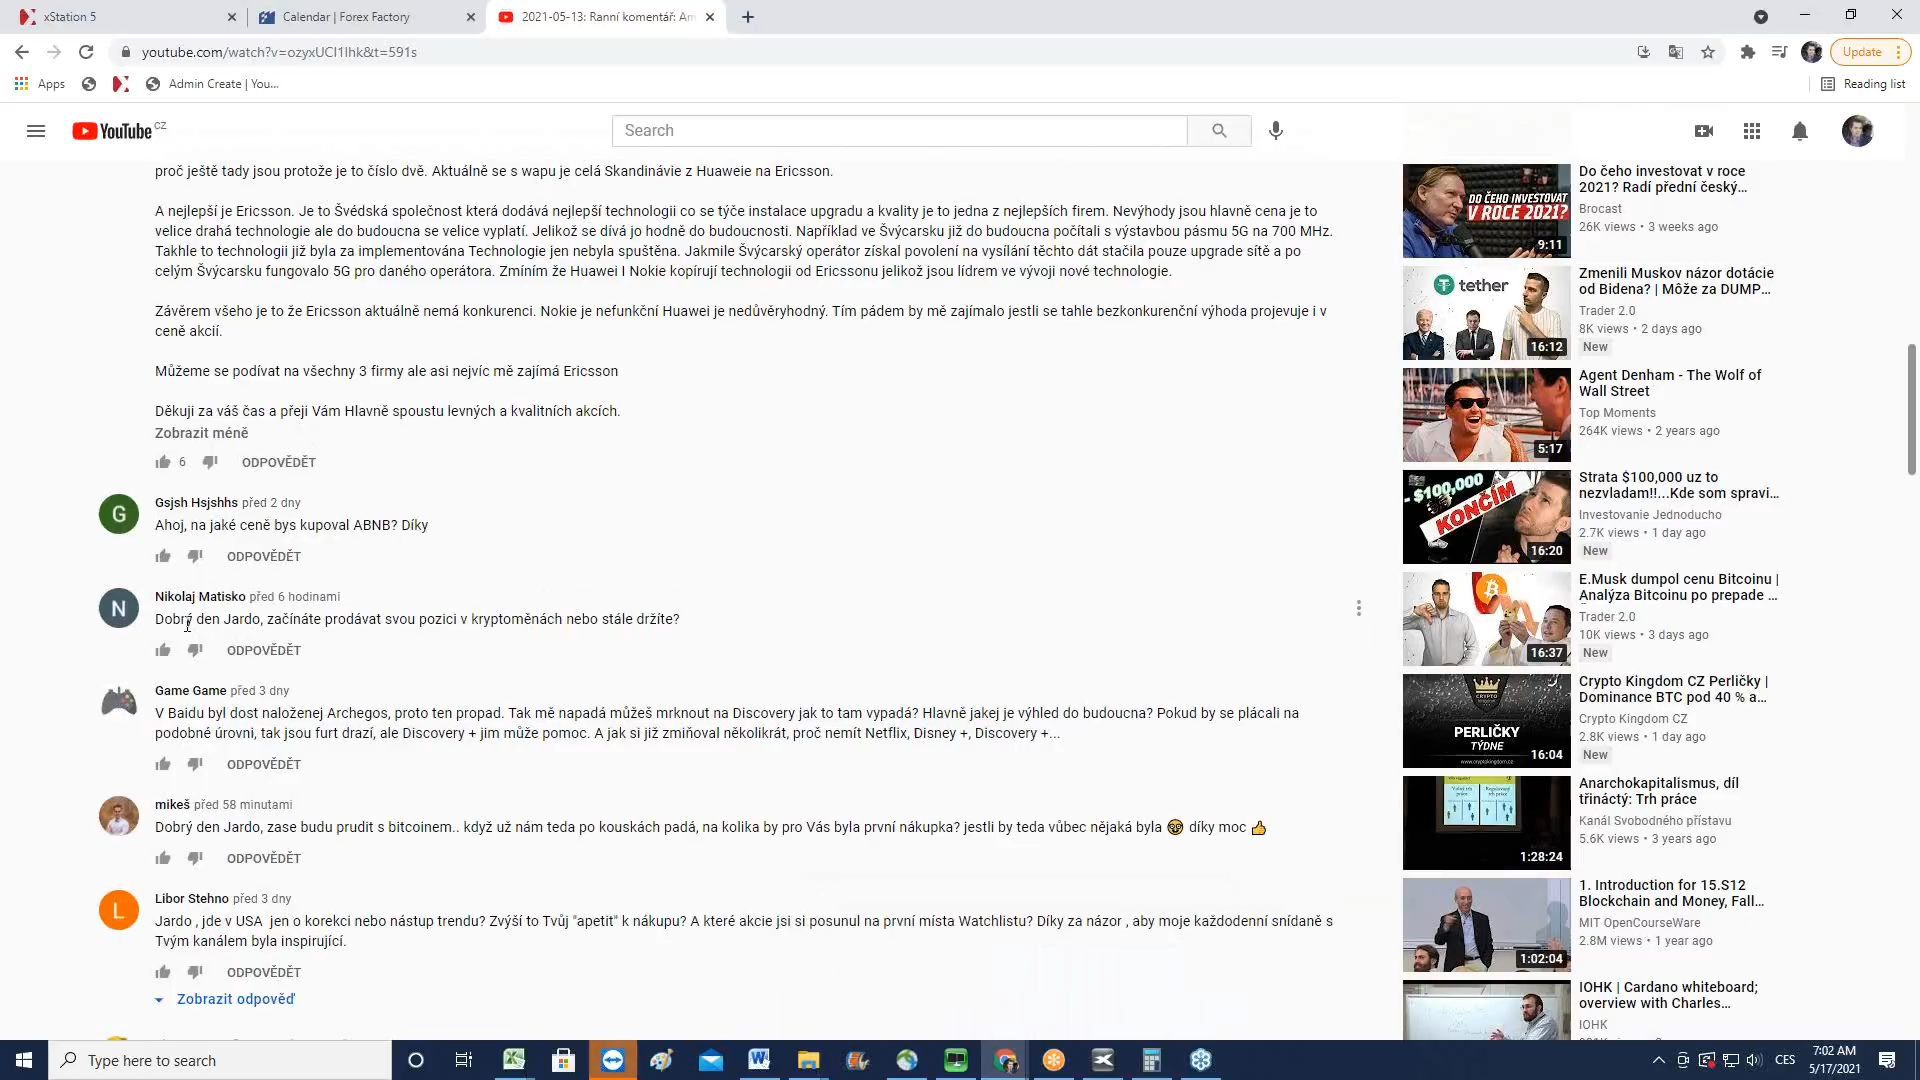 xStation 5
Calendar | Forex Factory
2021-05-13: Ranní komentář: Am
youtube.com/watch?v=ozyxUCI1lhk&t=591s
Update
Apps
Admin Create | You...
Reading list
YouTube CZ
Search
proč ještě tady jsou protože je to číslo dvě. Aktuálně se s wapu je celá Skandinávie z Huaweie na Ericsson.
A nejlepší je Ericsson. Je to Švédská společnost která dodává nejlepší technologii co se týče instalace upgradu a kvality je to jedna z nejlepších firem. Nevýhody jsou hlavně cena je to
velice drahá technologie ale do budoucna se velice vyplatí. Jelikož se dívá jo hodně do budoucnosti. Například ve Švýcarsku již do budoucna počítali s výstavbou pásmu 5G na 700 MHz.
Takhle to technologii již byla za implementována Technologie jen nebyla spuštěna. Jakmile Švýcarský operátor získal povolení na vysílání těchto dát stačila pouze upgrade sítě a po
celým Švýcarsku fungovalo 5G pro daného operátora. Zmíním že Huawei I Nokie kopírují technologii od Ericssonu jelikož jsou lídrem ve vývoji nové technologie.
Závěrem všeho je to že Ericsson aktuálně nemá konkurenci. Nokie je nefunkční Huawei je nedůvěryhodný. Tím pádem by mě zajímalo jestli se tahle bezkonkurenční výhoda projevuje i v
ceně akcií.
Můžeme se podívat na všechny 3 firmy ale asi nejvíc mě zajímá Ericsson
Děkuji za váš čas a přeji Vám Hlavně spoustu levných a kvalitních akcích.
Zobrazit méně
6 ODPOVĚDĚT
G
Gsjsh Hsjshhs před 2 dny
Ahoj, na jaké ceně bys kupoval ABNB? Díky
ODPOVĚDĚT
N
Nikolaj Matisko před 6 hodinami
Dobrý den Jardo, začínáte prodávat svou pozici v kryptoměnách nebo stále držíte?
ODPOVĚDĚT
Game Game před 3 dny
V Baidu byl dost naloženej Archegos, proto ten propad. Tak mě napadá můžeš mrknout na Discovery jak to tam vypadá? Hlavně jakej je výhled do budoucna? Pokud by se plácali na
podobné úrovni, tak jsou furt drazí, ale Discovery + jim může pomoc. A jak si již zmiňoval několikrát, proč nemít Netflix, Disney +, Discovery +...
ODPOVĚDĚT
mikeš před 58 minutami
Dobrý den Jardo, zase budu prudit s bitcoinem.. když už nám teda po kouskách padá, na kolika by pro Vás byla první nákupka? jestli by teda vůbec nějaká byla 🤓 díky moc 👍
ODPOVĚDĚT
L
Libor Stehno před 3 dny
Jardo , jde v USA jen o korekci nebo nástup trendu? Zvýší to Tvůj "apetit" k nákupu? A které akcie jsi si posunul na první místa Watchlistu? Díky za názor , aby moje každodenní snídaně s
Tvým kanálem byla inspirující.
ODPOVĚDĚT
Zobrazit odpověď
DO ČEHO INVESTOVAT
V ROCE 2021?
9:11
Do čeho investovat v roce
2021? Radí přední český...
Brocast
26K views • 3 weeks ago
tether
16:12
Zmenili Muskov názor dotácie
od Bidena? | Môže za DUMP...
Trader 2.0
8K views • 2 days ago
New
5:17
Agent Denham - The Wolf of
Wall Street
Top Moments
264K views • 2 years ago
- $100,000
KONČÍM
16:20
Strata $100,000 uz to
nezvladam!!...Kde som spravi...
Investovanie Jednoducho
2.7K views • 1 day ago
New
16:37
E.Musk dumpol cenu Bitcoinu |
Analýza Bitcoinu po prepade ...
Trader 2.0
10K views • 3 days ago
New
CRYPTO
KINGDOM
PERLIČKY
TÝDNE
www.cryptokingdom.cz
16:04
Crypto Kingdom CZ Perličky |
Dominance BTC pod 40 % a...
Crypto Kingdom CZ
2.8K views • 1 day ago
New
1:28:24
Anarchokapitalismus, díl
třináctý: Trh práce
Kanál Svobodného přístavu
5.6K views • 3 years ago
1:02:04
1. Introduction for 15.S12
Blockchain and Money, Fall...
MIT OpenCourseWare
2.8M views • 1 year ago
IOHK | Cardano whiteboard;
overview with Charles...
IOHK
Type here to search
CES
7:02 AM
5/17/2021